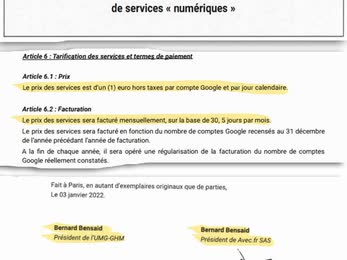 de services « numériques »
Article 6 : Tarification des services et termes de paiement
Article 6.1 : Prix
Le prix des services est d'un (1) euro hors taxes par compte Google et par jour calendaire.
Article 6.2 : Facturation
Le prix des services sera facturé mensuellement, sur la base de 30, 5 jours par mois.
Le prix des services sera facturé en fonction du nombre de comptes Google recensés au 31 décembre
de l'année précédant l'année de facturation.
A la fin de chaque année, il sera opéré une régularisation de la facturation du nombre de comptes
Google réellement constatés.
Fait à Paris, en autant d'exemplaires originaux que de parties,
Le 03 janvier 2022.
Bernard Bensaid
Président de l'UMG-GHM
Bernard Bensaid
Président de Avec.fr SAS